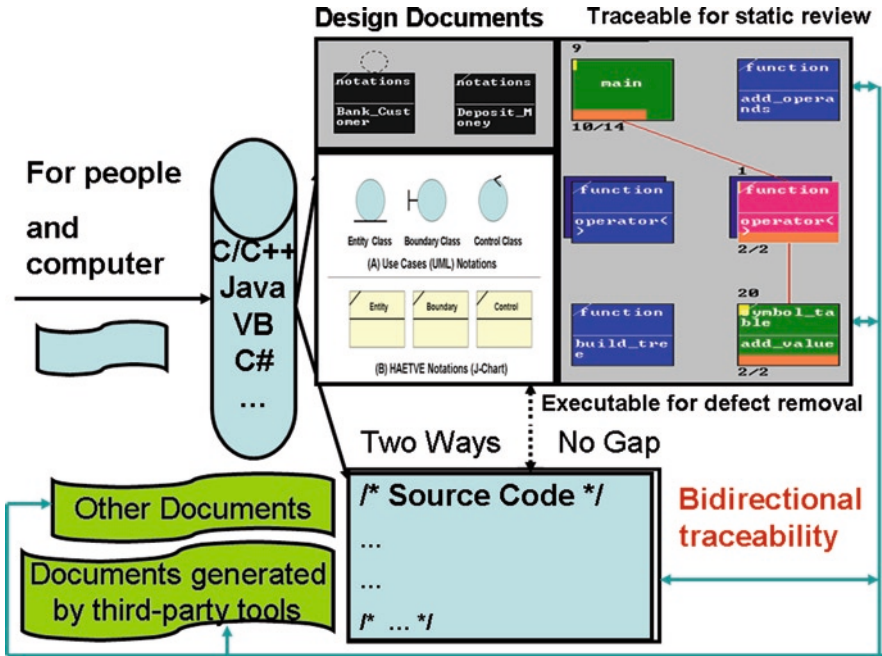 Design Documents
Traceable for static review
notations
Bank_Cust
omer
notations
Deposit_M
oney
9
main
10/14
function
add_opera
nds
function
operator<
>
1
function
operator<
>
2/2
function
build_tre
e
20
ymbol_ta
ble
add_value
2/2
For people
and
computer
C/C++
Java
VB
C#
...
Entity Class
Boundary Class
Control Class
(A) Use Cases (UML) Notations
Entity
Boundary
Control
(B) HAETVE Notations (J-Chart)
Executable for defect removal
Two Ways
No Gap
/* Source Code */
...
...
/* ... */
Bidirectional
traceability
Other Documents
Documents generated
by third-party tools